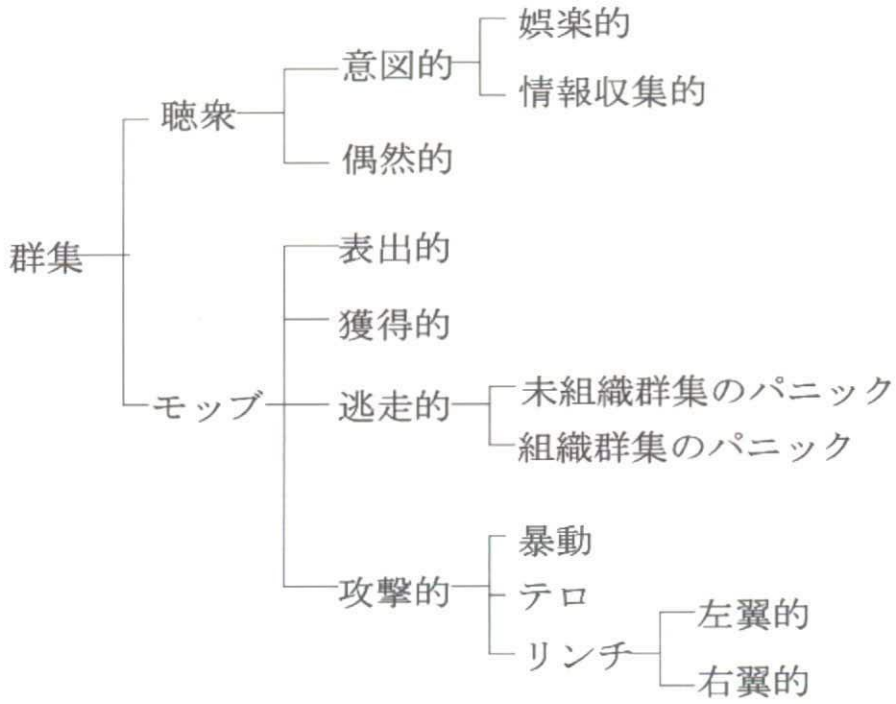 娯楽的
意図的
情報収集的
聴衆
偶然的
群集
表出的
獲得的
モッブ
逃走的
未組織群集のパニック
組織群集のパニック
攻撃的
暴動
テロ
リンチ
左翼的
右翼的